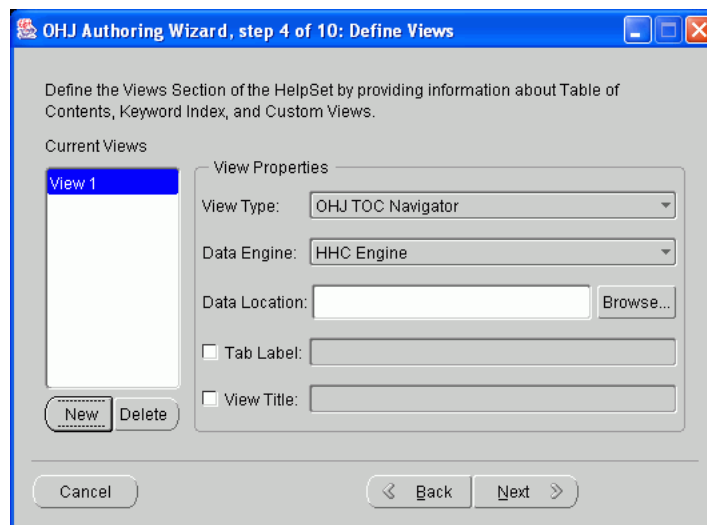 OHJ Authoring Wizard, step 4 of 10: Define Views
Define the Views Section of the HelpSet by providing information about Table of
Contents, Keyword Index, and Custom Views.
Current Views
View 1
View Properties
View Type: OHJ TOC Navigator
Data Engine: HHC Engine
Data Location: Browse...
Tab Label:
View Title:
New Delete
Cancel Back Next